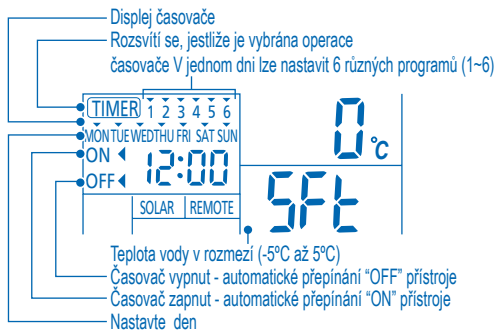 Displej časovače
Rozsvítí se, jestliže je vybrána operace
časovače V jednom dni lze nastavit 6 různých programů (1~6)
TIMER 1 2 3 4 5 6
MON TUE WED THU FRI SAT SUN
ON 12:00
OFF
0°C
SFt
SOLAR REMOTE
Teplota vody v rozmezí (-5ºC až 5ºC)
Časovač vypnut - automatické přepínání “OFF” přístroje
Časovač zapnut - automatické přepínání “ON” přístroje
Nastavte den